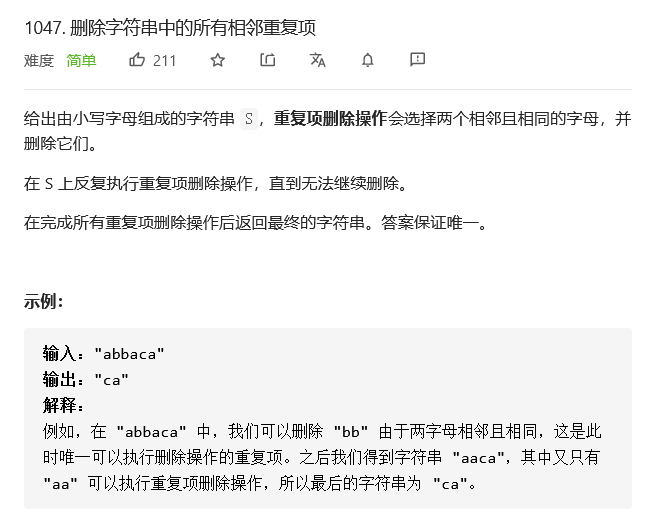 1047. 删除字符串中的所有相邻重复项
难度 简单 211
给出由小写字母组成的字符串 S，重复项删除操作会选择两个相邻且相同的字母，并
删除它们。
在 S 上反复执行重复项删除操作，直到无法继续删除。
在完成所有重复项删除操作后返回最终的字符串。答案保证唯一。
示例：
输入："abbaca"
输出："ca"
解释：
例如，在 "abbaca" 中，我们可以删除 "bb" 由于两字母相邻且相同，这是此
时唯一可以执行删除操作的重复项。之后我们得到字符串 "aaca"，其中又只有
"aa" 可以执行重复项删除操作，所以最后的字符串为 "ca"。